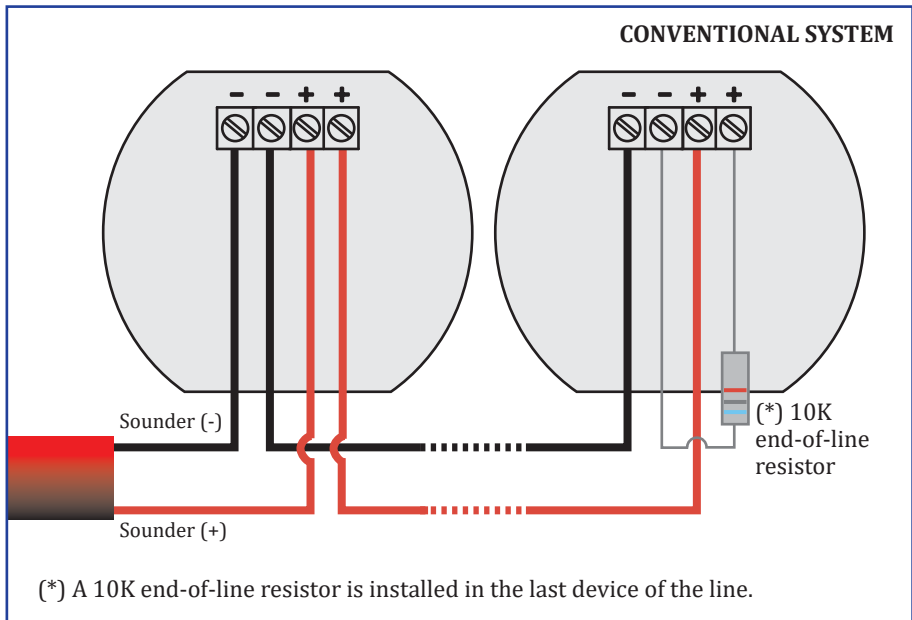 CONVENTIONAL SYSTEM
- - + +
- - + +
Sounder (-)
(*) 10K
end-of-line
resistor
Sounder (+)
(*) A 10K end-of-line resistor is installed in the last device of the line.